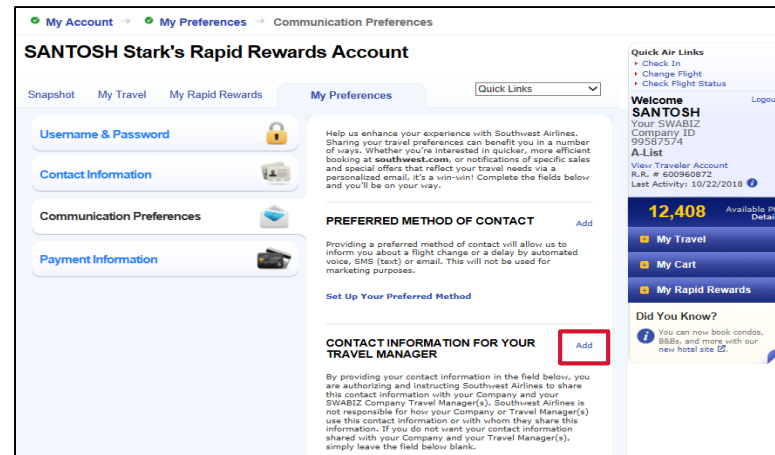 My Account → My Preferences → Communication Preferences
SANTOSH Stark's Rapid Rewards Account
Snapshot My Travel My Rapid Rewards My Preferences Quick Links
Username & Password
Contact Information
Communication Preferences
Payment Information
Help us enhance your experience with Southwest Airlines.
Sharing your travel preferences can benefit you in a number
of ways. Whether you're interested in quicker, more efficient
booking at southwest.com, or notifications of specific sales
and special offers that reflect your travel needs via a
personalized email, it's a win-win! Complete the fields below
and you'll be on your way.
PREFERRED METHOD OF CONTACT Add
Providing a preferred method of contact will allow us to
inform you about a flight change or a delay by automated
voice, SMS (text) or email. This will not be used for
marketing purposes.
Set Up Your Preferred Method
CONTACT INFORMATION FOR YOUR
TRAVEL MANAGER Add
By providing your contact information in the field below, you
are authorizing and instructing Southwest Airlines to share
this contact information with your Company and your
SWABIZ Company Travel Manager(s). Southwest Airlines is
not responsible for how your Company or Travel Manager(s)
use this contact information or with whom they share this
information. If you do not want your contact information
shared with your Company and your Travel Manager(s),
simply leave the field below blank.
Quick Air Links
Check In
Change Flight
Check Flight Status
Welcome Logou
SANTOSH
Your SWABIZ
Company ID
99587574
A-List
View Traveler Account
R.R. # 600960872
Last Activity: 10/22/2018
12,408 Available
Detai
My Travel
My Cart
My Rapid Rewards
Did You Know?
You can now book condos,
B&Bs, and more with our
new hotel site